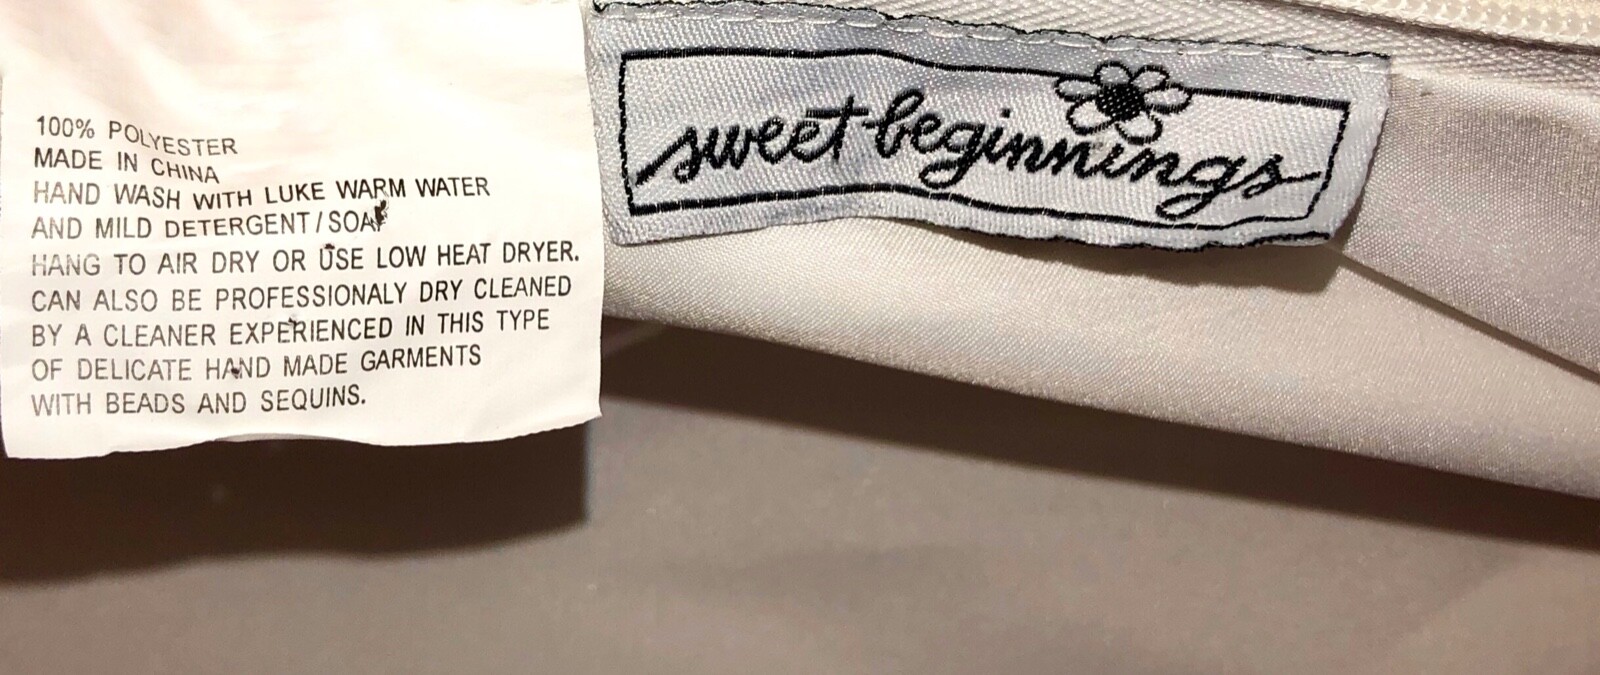 100% POLYESTER
MADE IN CHINA
HAND WASH WITH LUKE WARM WATER
AND MILD DETERGENT/SOAP
HANG TO AIR DRY OR USE LOW HEAT DRYER.
CAN ALSO BE PROFESSIONALY DRY CLEANED
BY A CLEANER EXPERIENCED IN THIS TYPE
OF DELICATE HAND MADE GARMENTS
WITH BEADS AND SEQUINS.
sweet beginnings